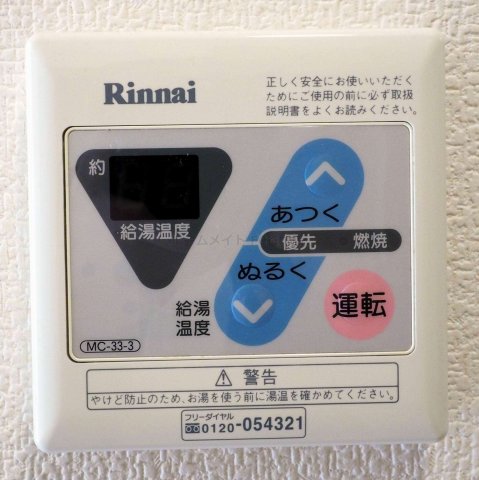 Rinnai
正しく安全にお使いいただく
ためにご使用の前に必ず取扱
説明書をよくお読みください。
約
給湯温度
あつく
優先 燃焼
ぬるく
給湯
温度
運転
MC-33-3
⚠ 警告
やけど防止のため、お湯を使う前に湯温を確かめてください。
フリーダイヤル
0120-054321